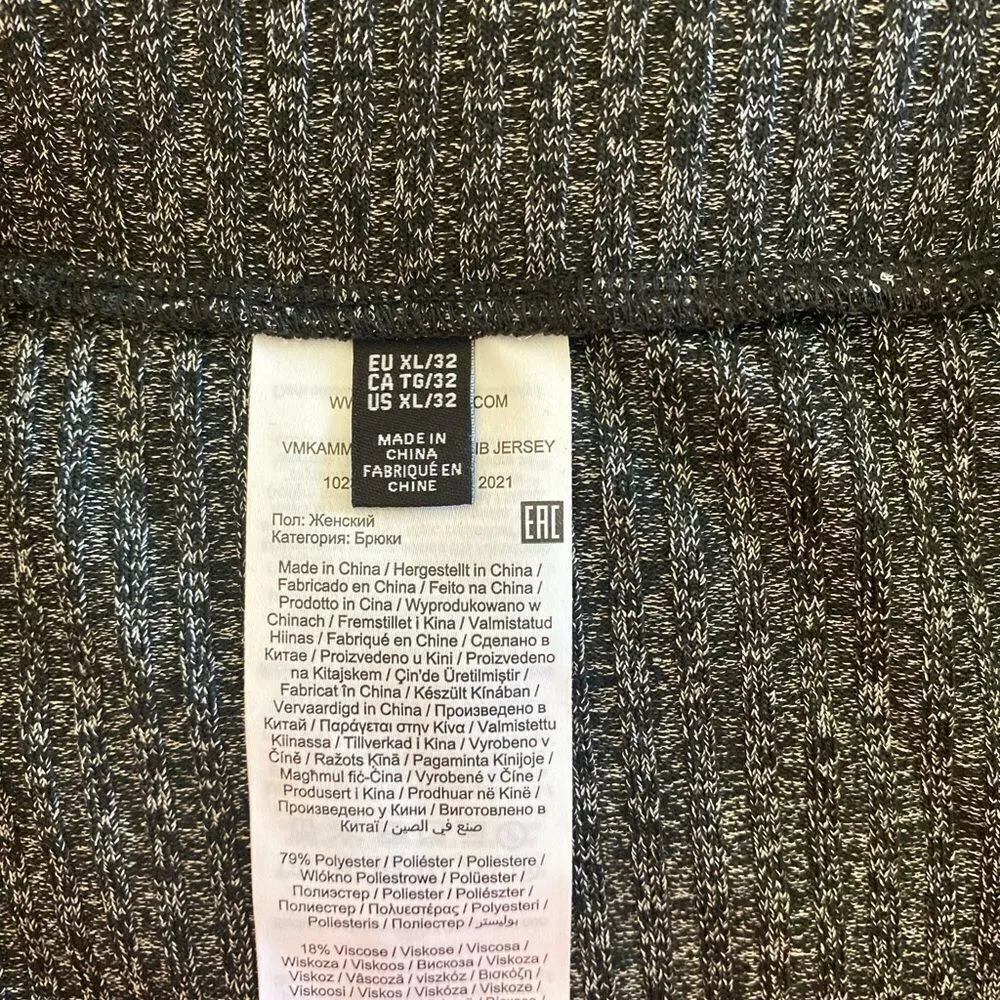 EU XL/32
CA TG/32
US XL/32
MADE IN
CHINA
FABRIQUÉ EN
CHINE
COM
VMKAMM
JERSEY
2021
Пол: Женский
Категория: Брюки
EAC
Made in China / Hergestellt in China /
Fabricado en China / Feito na China /
Prodotto in Cina / Wyprodukowano w
Chinach / Fremstillet i Kina / Valmistatud
Hiinas / Fabriqué en Chine / Сделано в
Китае / Proizvedeno u Kini / Proizvedeno
na Kitajskem / Çin'de Üretilmiştir /
Fabricat în China / Készült Kínában /
Vervaardigd in China / Произведено в
Китай / Παράγεται στην Κίνα / Valmistettu
Kiinassa / Tillverkad i Kina / Vyrobeno v
Číně / Ražots Ķīnā / Pagaminta Kinijoje /
Magħmul fiċ-Ċina / Vyrobené v Číne /
Produsert i Kina / Prodhuar në Kinë /
Произведено у Кини / Виготовлено в
Китаї / صنع في الصين
79% Polyester / Poliéster / Poliestere /
Włókno Poliestrowe / Polüester /
Полиэстер / Poliester / Poliészter /
Полиестер / Πολυεστέρας / Polyesteri /
Poliesteris / Поліестер / بوليستر
18% Viscose / Viskose / Viscosa /
Wiskoza / Viskoos / Вискоза / Viskoza /
Viskoz / Vâscoză / viszkóz / Βισκόζη /
Viskoosi / Viskos / Viskóza / Viskoze /